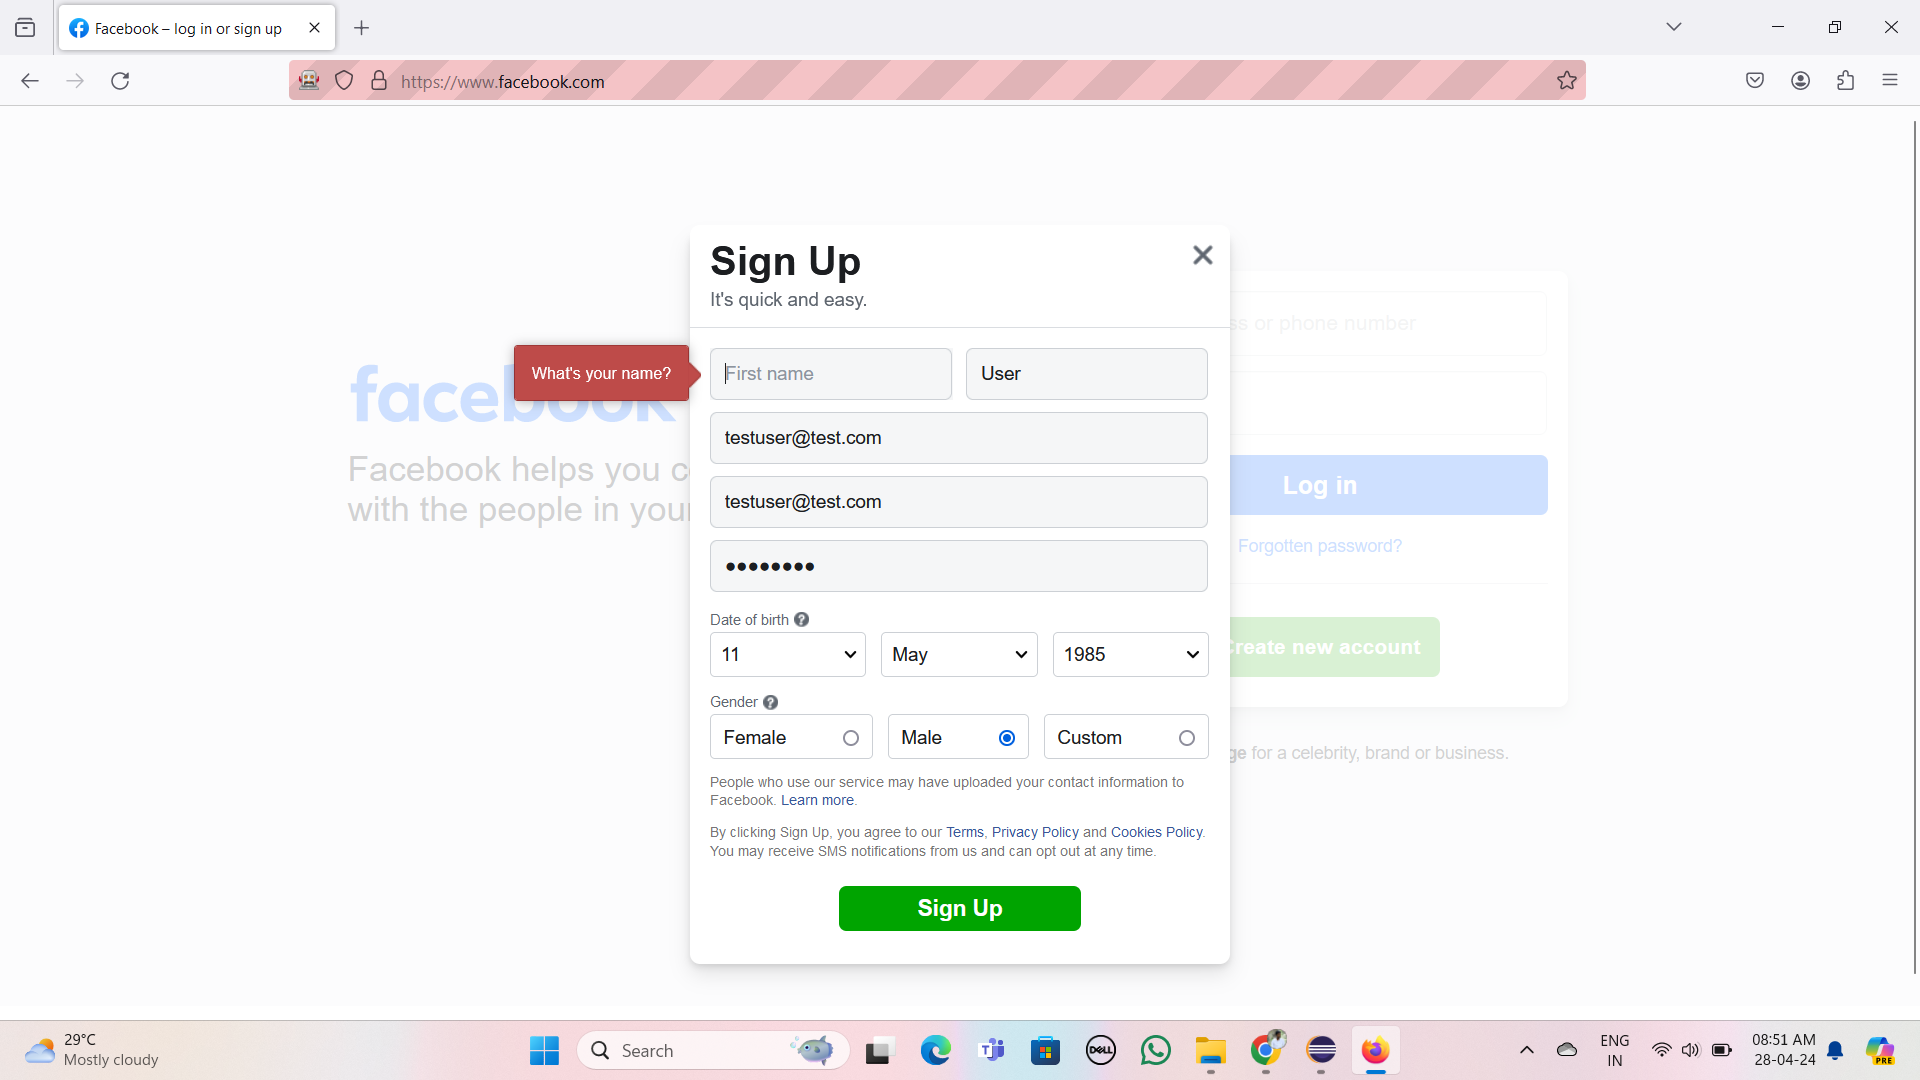 Facebook – log in or sign up
https://www.facebook.com
Sign Up
It's quick and easy.
What's your name?
First name
User
testuser@test.com
testuser@test.com
Date of birth
11
May
1985
Gender
Female
Male
Custom
People who use our service may have uploaded your contact information to
Facebook. Learn more.
By clicking Sign Up, you agree to our Terms, Privacy Policy and Cookies Policy.
You may receive SMS notifications from us and can opt out at any time.
Sign Up
facebook
Facebook helps you c
with the people in your
ss or phone number
Log in
Forgotten password?
Create new account
ge for a celebrity, brand or business.
29°C
Mostly cloudy
Search
DELL
ENG
IN
08:51 AM
28-04-24
PRE